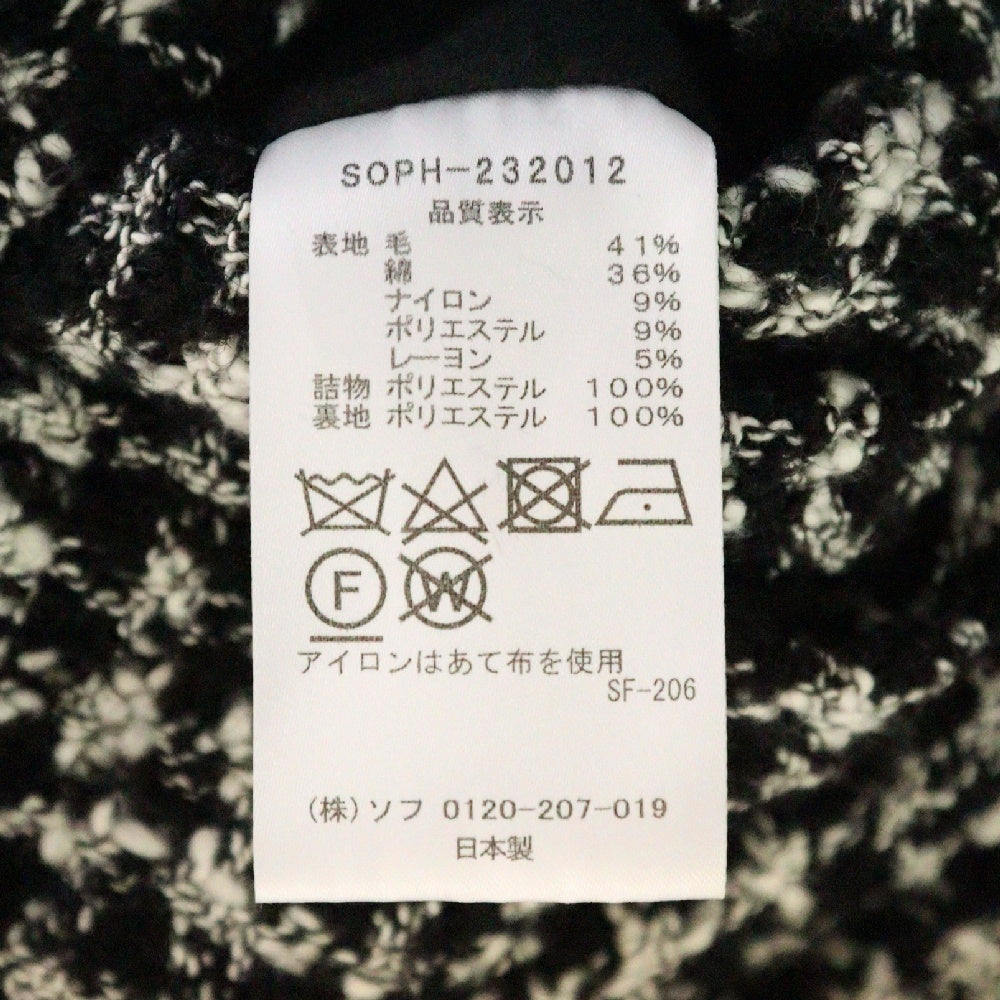 SOPH-232012
品質表示
表地 毛 41%
綿 36%
ナイロン 9%
ポリエステル 9%
レーヨン 5%
詰物 ポリエステル 100%
裏地 ポリエステル 100%
F W
アイロンはあて布を使用
SF-206
(株)ソフ 0120-207-019
日本製